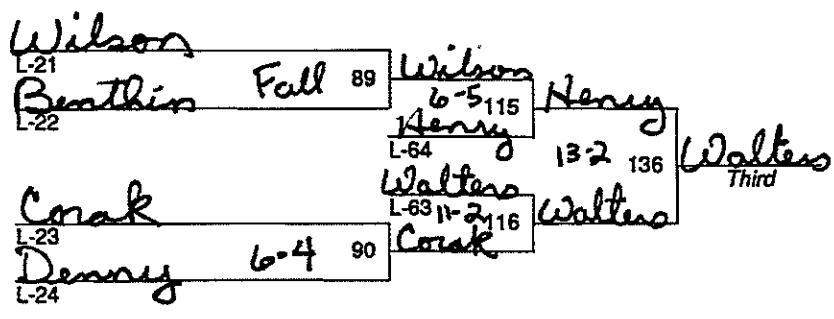 Wilson
L-21
Benthin
L-22
Fall 89
Wilson
6-5 115
Henry
L-64
Henry
13-2 136
Walters
Third
Walters
L-63
11-2 116
Walters
Corak
Corak
L-23
Denny
L-24
6-4 90